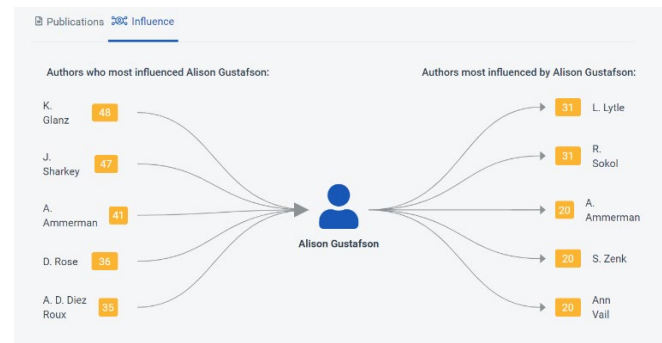 Publications Influence
Authors who most influenced Alison Gustafson:
K.
Glanz
48
J.
Sharkey
47
A.
Ammerman
41
D. Rose
36
A. D. Diez
Roux
35
Alison Gustafson
Authors most influenced by Alison Gustafson:
31
L. Lytle
31
R.
Sokol
20
A.
Ammerman
20
S. Zenk
20
Ann
Vail